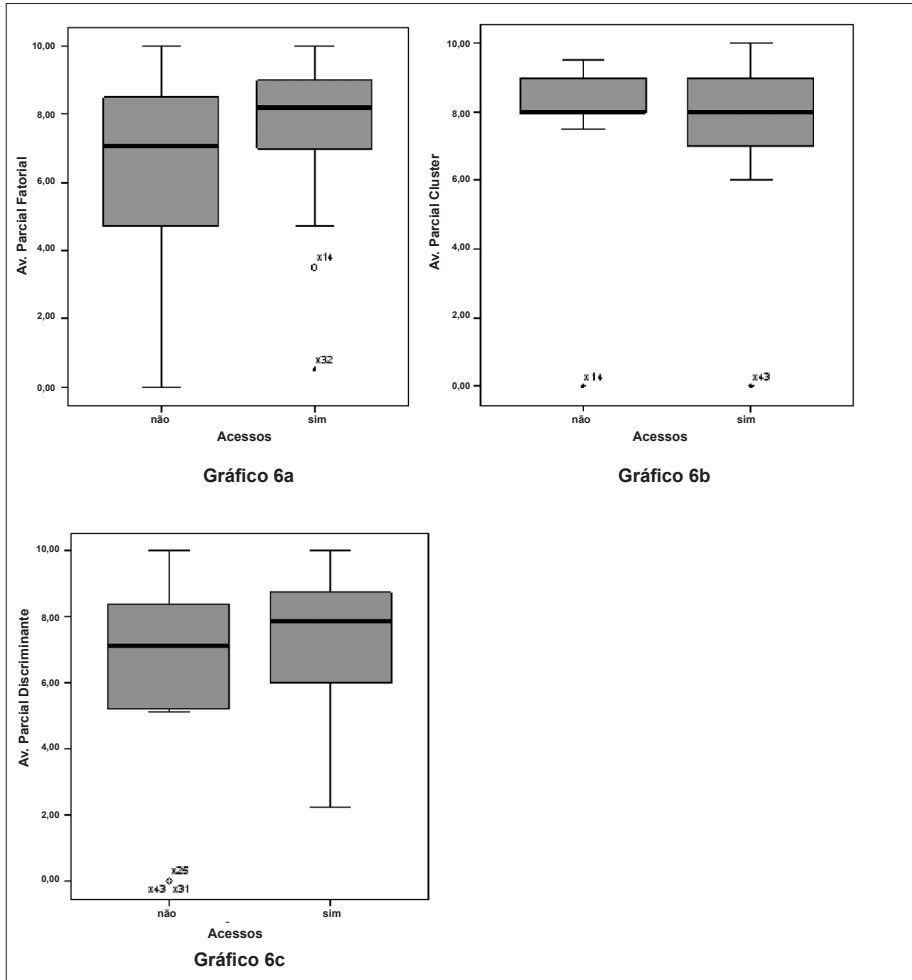 Av. Parcial Fatorial
10,00
8,00
6,00
4,00
2,00
0,00
x14
x32
não
sim
Acessos
Gráfico 6a
Av. Parcial Cluster
10,00
8,00
6,00
4,00
2,00
0,00
x14
x43
não
sim
Acessos
Gráfico 6b
Av. Parcial Discriminante
10,00
8,00
6,00
4,00
2,00
0,00
x25
x43 x31
não
sim
Acessos
Gráfico 6c